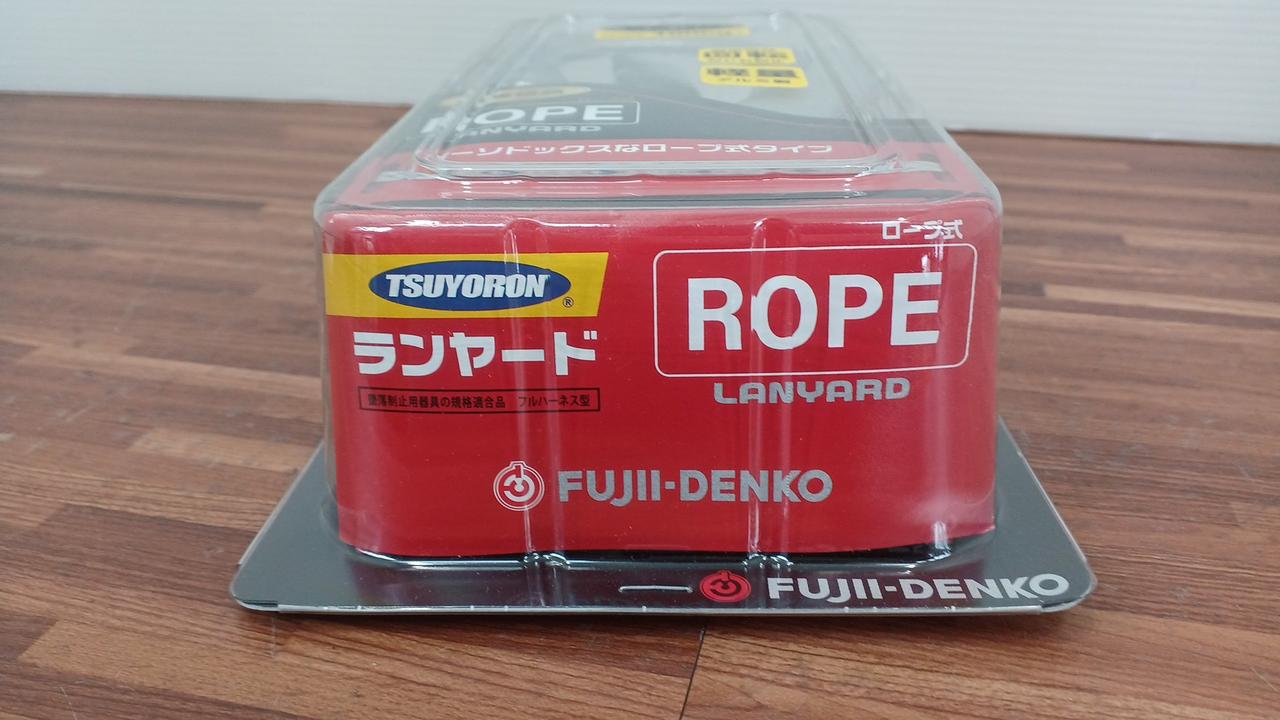 ROPE
LANYARD
ーソドックスなロープ式タイプ
TSUYORON®
ランヤード
墜落制止用器具の規格適合品 フルハーネス型
ロープ式
ROPE
LANYARD
FUJII-DENKO
FUJII-DENKO